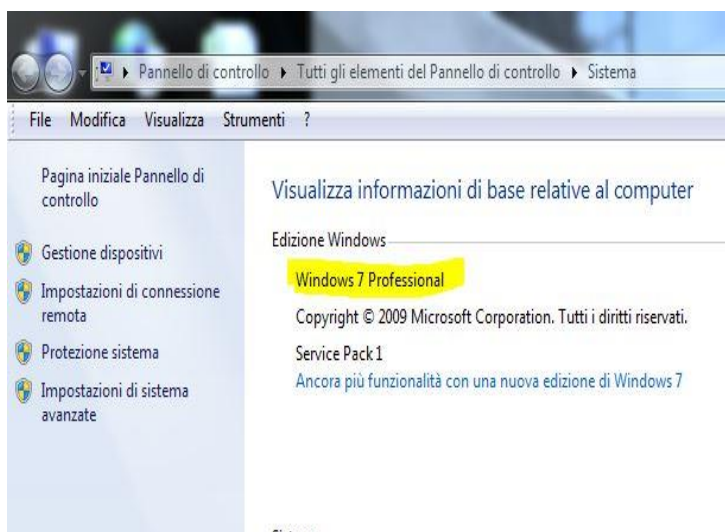 Pannello di controllo ▸ Tutti gli elementi del Pannello di controllo ▸ Sistema
File Modifica Visualizza Strumenti ?
Pagina iniziale Pannello di
controllo
Gestione dispositivi
Impostazioni di connessione
remota
Protezione sistema
Impostazioni di sistema
avanzate
Visualizza informazioni di base relative al computer
Edizione Windows
Windows 7 Professional
Copyright © 2009 Microsoft Corporation. Tutti i diritti riservati.
Service Pack 1
Ancora più funzionalità con una nuova edizione di Windows 7